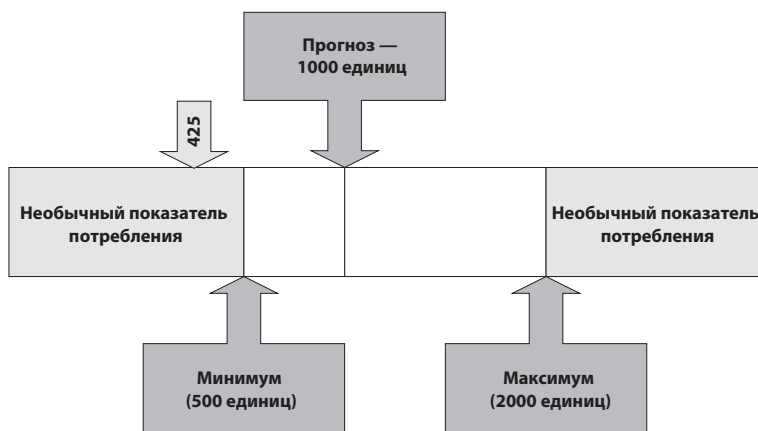 Прогноз —
1000 единиц
425
Необычный показатель
потребления
Необычный показатель
потребления
Минимум
(500 единиц)
Максимум
(2000 единиц)